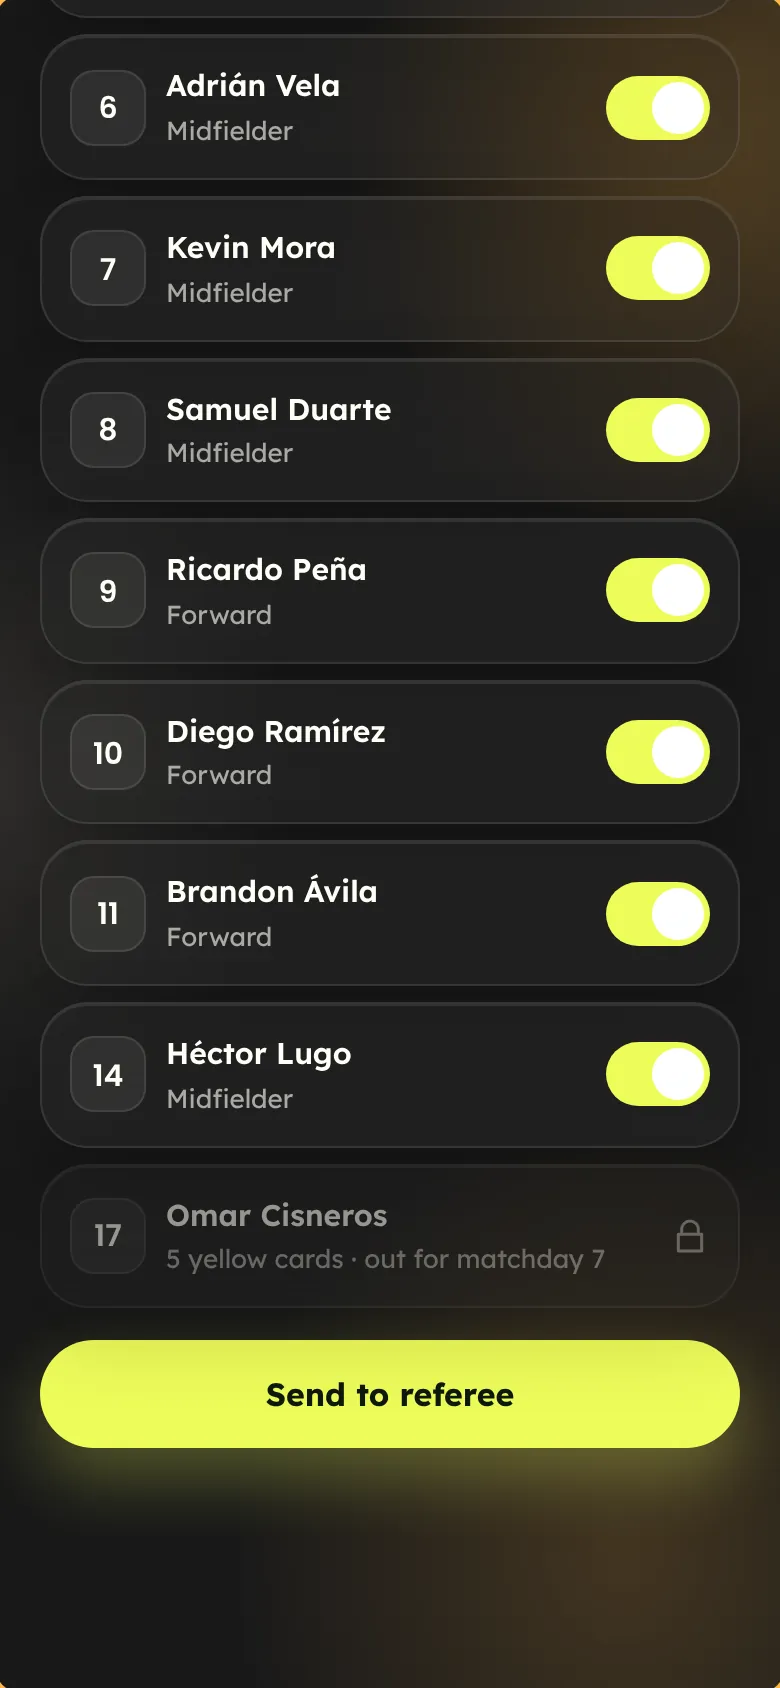 6
Adrián Vela
Midfielder
7
Kevin Mora
Midfielder
8
Samuel Duarte
Midfielder
9
Ricardo Peña
Forward
10
Diego Ramírez
Forward
11
Brandon Ávila
Forward
14
Héctor Lugo
Midfielder
17
Omar Cisneros
5 yellow cards · out for matchday 7
Send to referee